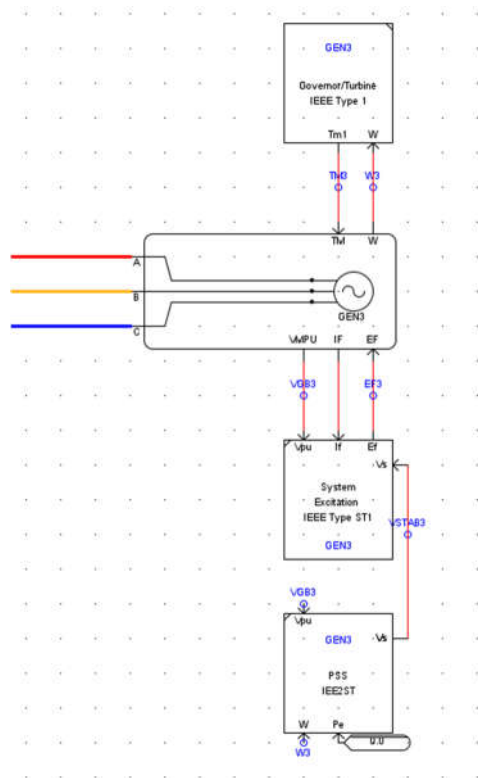 GEN3
Governor/Turbine
IEEE Type 1
Tm1 W
TM3 W3
TM W
A
B
C
GEN3
VMPU IF EF
VGB3 EF3
Vpu If Ef
Vs
System
Excitation
IEEE Type ST1
GEN3
VSTAB3
VGB3
Vpu
GEN3 Vs
PSS
IEE2ST
W Pe
0.0
W3